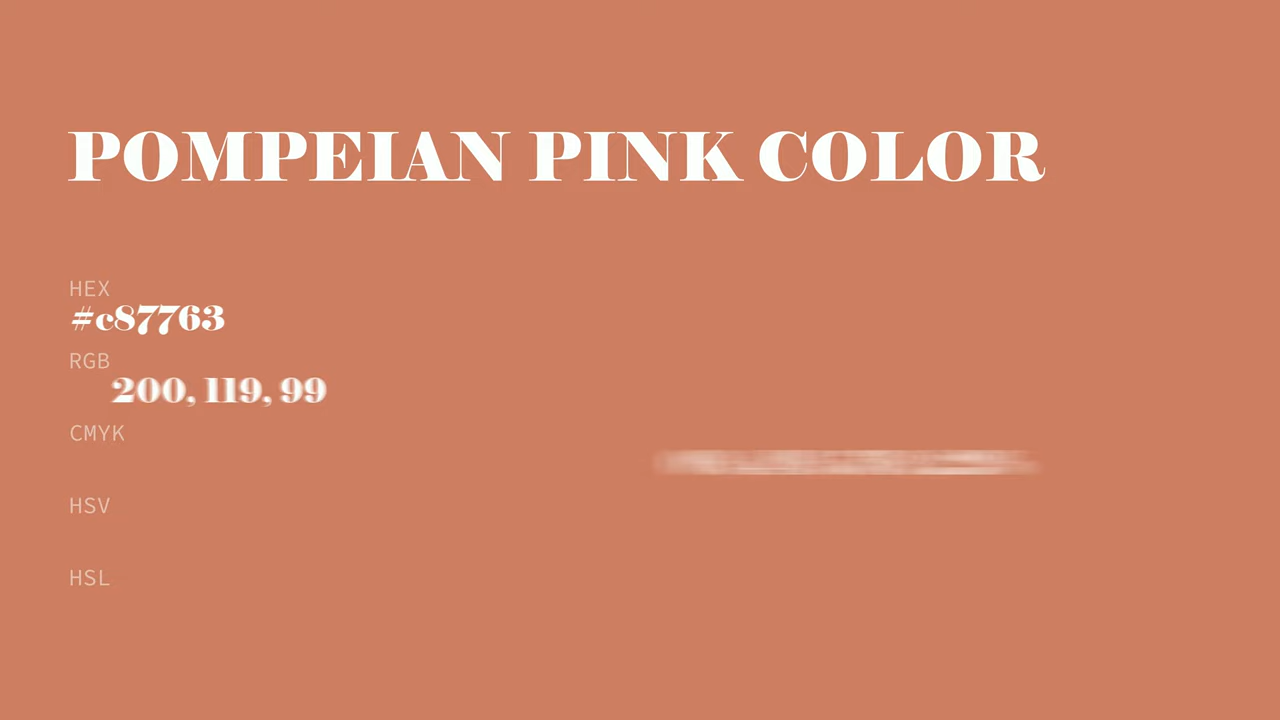 POMPEIAN PINK COLOR
HEX
#c87763
RGB
200, 119, 99
CMYK
HSV
HSL